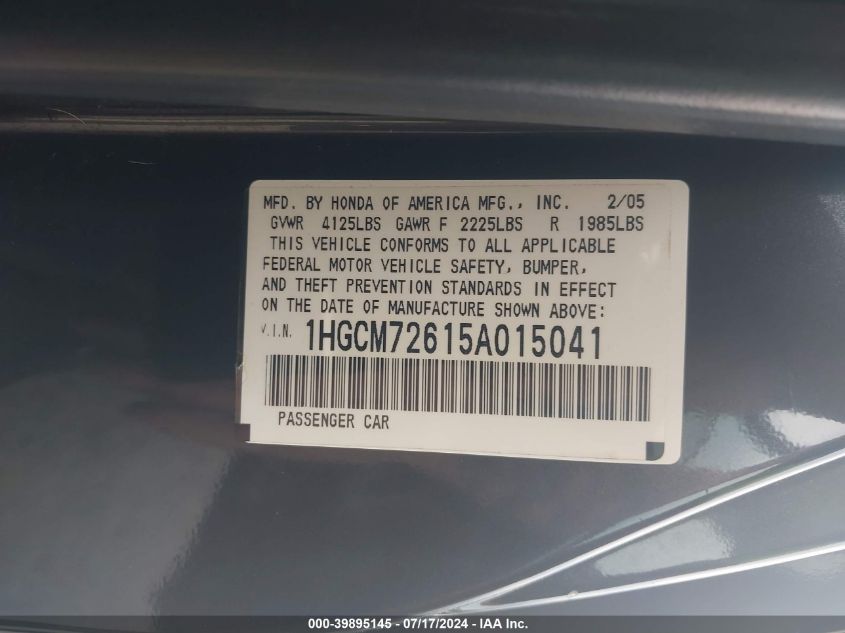 MFD. BY HONDA OF AMERICA MFG., INC. 2/05
GVWR 4125LBS GAWR F 2225LBS R 1985LBS
THIS VEHICLE CONFORMS TO ALL APPLICABLE
FEDERAL MOTOR VEHICLE SAFETY, BUMPER,
AND THEFT PREVENTION STANDARDS IN EFFECT
ON THE DATE OF MANUFACTURE SHOWN ABOVE:
V.I.N. 1HGCM72615A015041
PASSENGER CAR
000-39895145 - 07/17/2024 - IAA Inc.